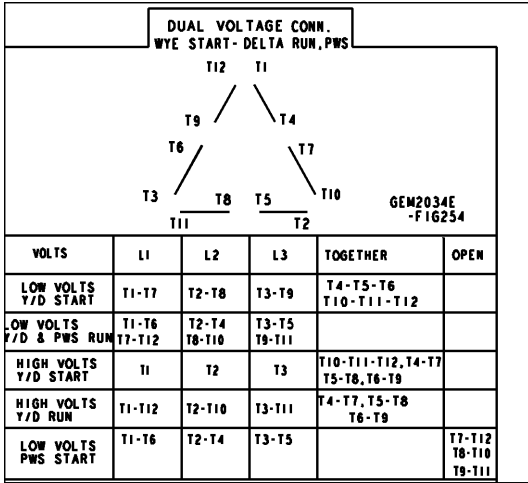 DUAL VOLTAGE CONN.
WYE START- DELTA RUN,PWS
T12 T1
T9 T4
T6 T7
T3 T8 T5 T10
T11 T2
GEM2034E
-FIG254
VOLTS L1 L2 L3 TOGETHER OPEN
LOW VOLTS
Y/D START
T1-T7 T2-T8 T3-T9
T4-T5-T6
T10-T11-T12
LOW VOLTS
Y/D & PWS RUN
T1-T6 T2-T4 T3-T5
T7-T12 T8-T10 T9-T11
HIGH VOLTS
Y/D START
T1 T2 T3
T10-T11-T12,T4-T7
T5-T8,T6-T9
HIGH VOLTS
Y/D RUN
T1-T12 T2-T10 T3-T11
T4-T7,T5-T8
T6-T9
LOW VOLTS
PWS START
T1-T6 T2-T4 T3-T5
T7-T12
T8-T10
T9-T11